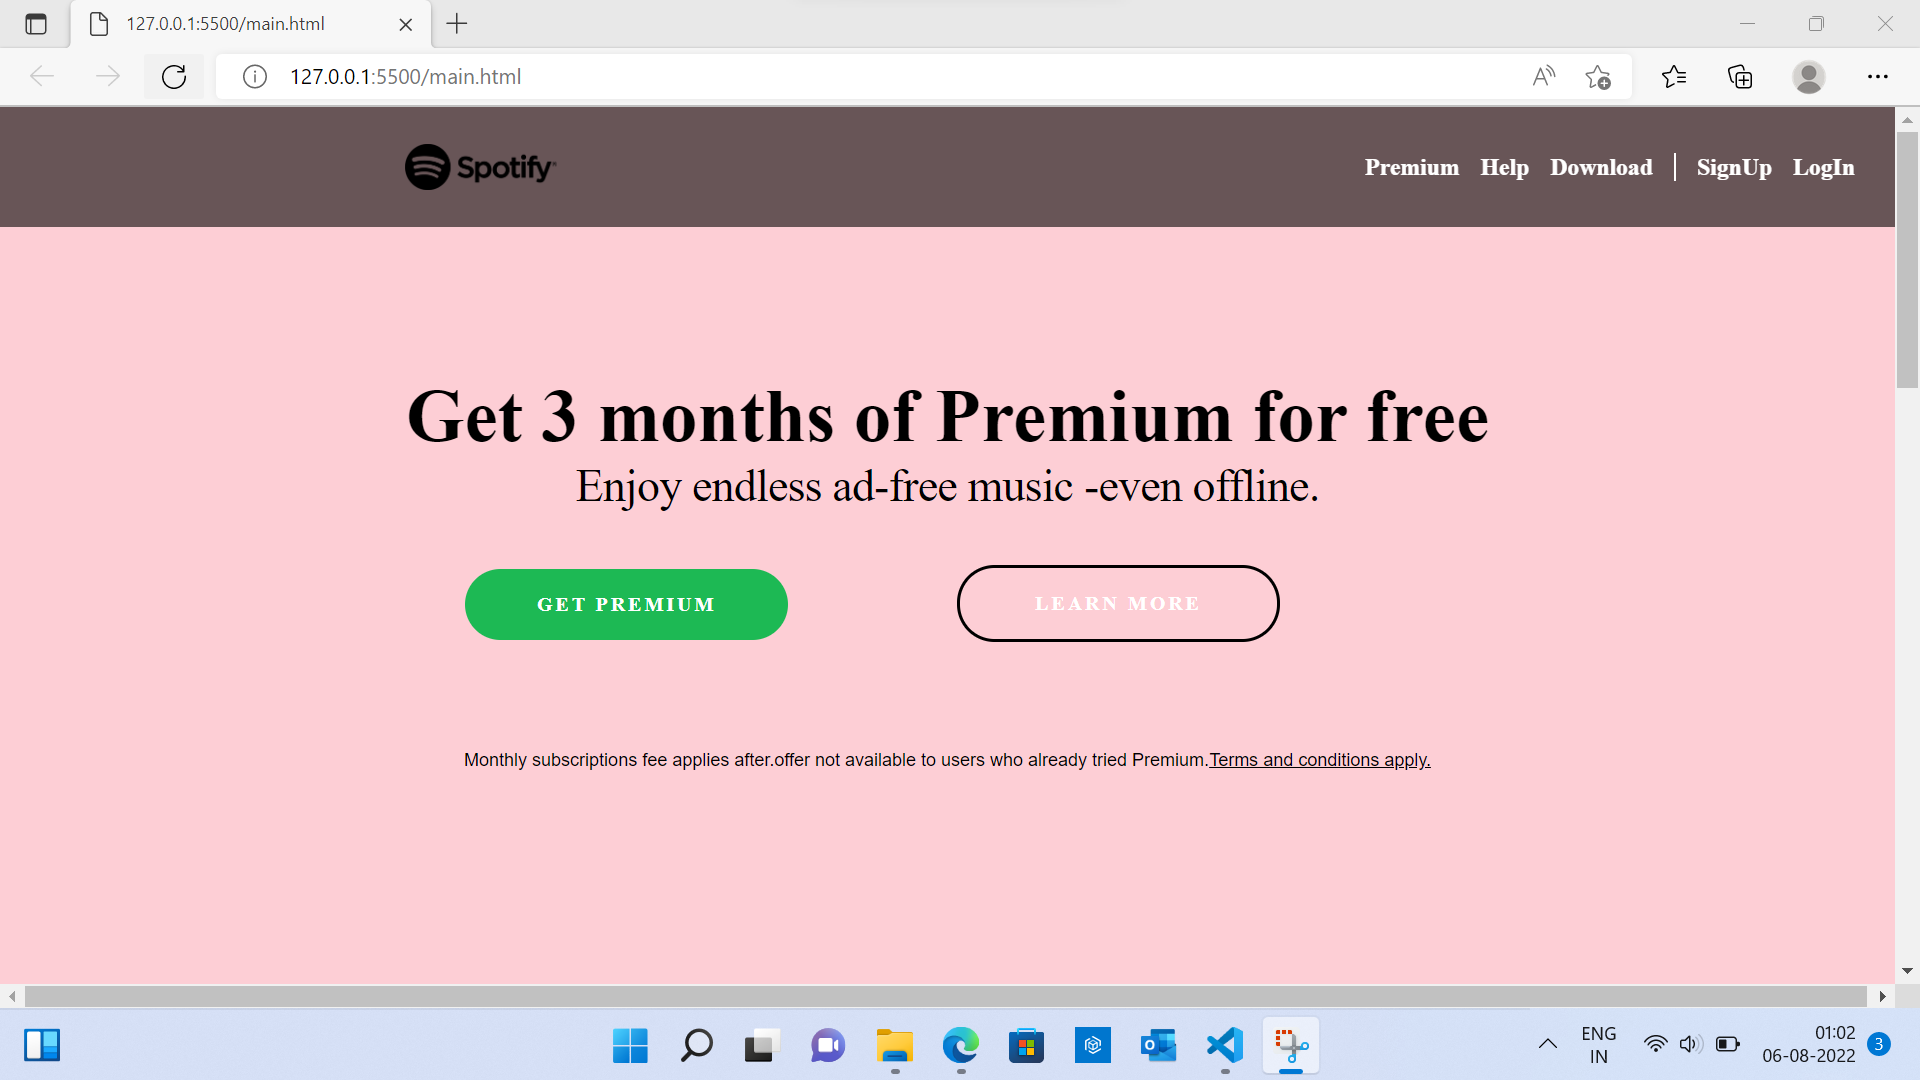 127.0.0.1:5500/main.html
127.0.0.1:5500/main.html
Spotify
Premium Help Download | SignUp LogIn
Get 3 months of Premium for free
Enjoy endless ad-free music -even offline.
GET PREMIUM LEARN MORE
Monthly subscriptions fee applies after.offer not available to users who already tried Premium.Terms and conditions apply.
ENG 01:02
IN 06-08-2022 3